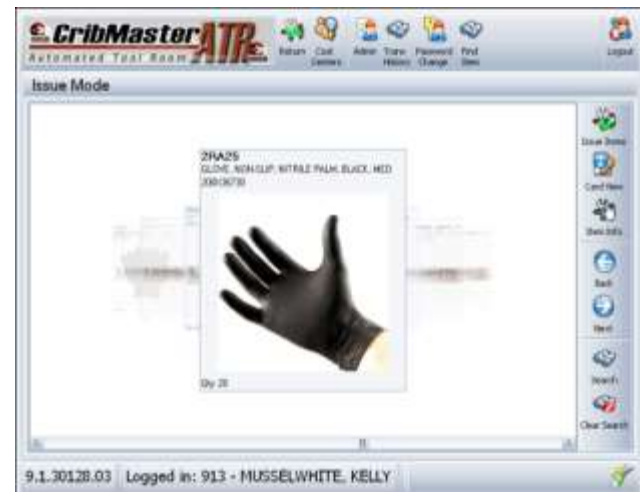 CribMaster ATR
Automated Tool Room
Return
Cost Centers
Admin
Trans History
Password Change
Find Item
Logout
Issue Mode
2RA25
GLOVE, NON-SLIP, NITRILE PALM, BLACK, MED
Qty 20
Issue Items
Card View
Item Info
Back
Next
Search
Clear Search
9.1.30128.03 Logged in: 913 - MUSSELWHITE, KELLY